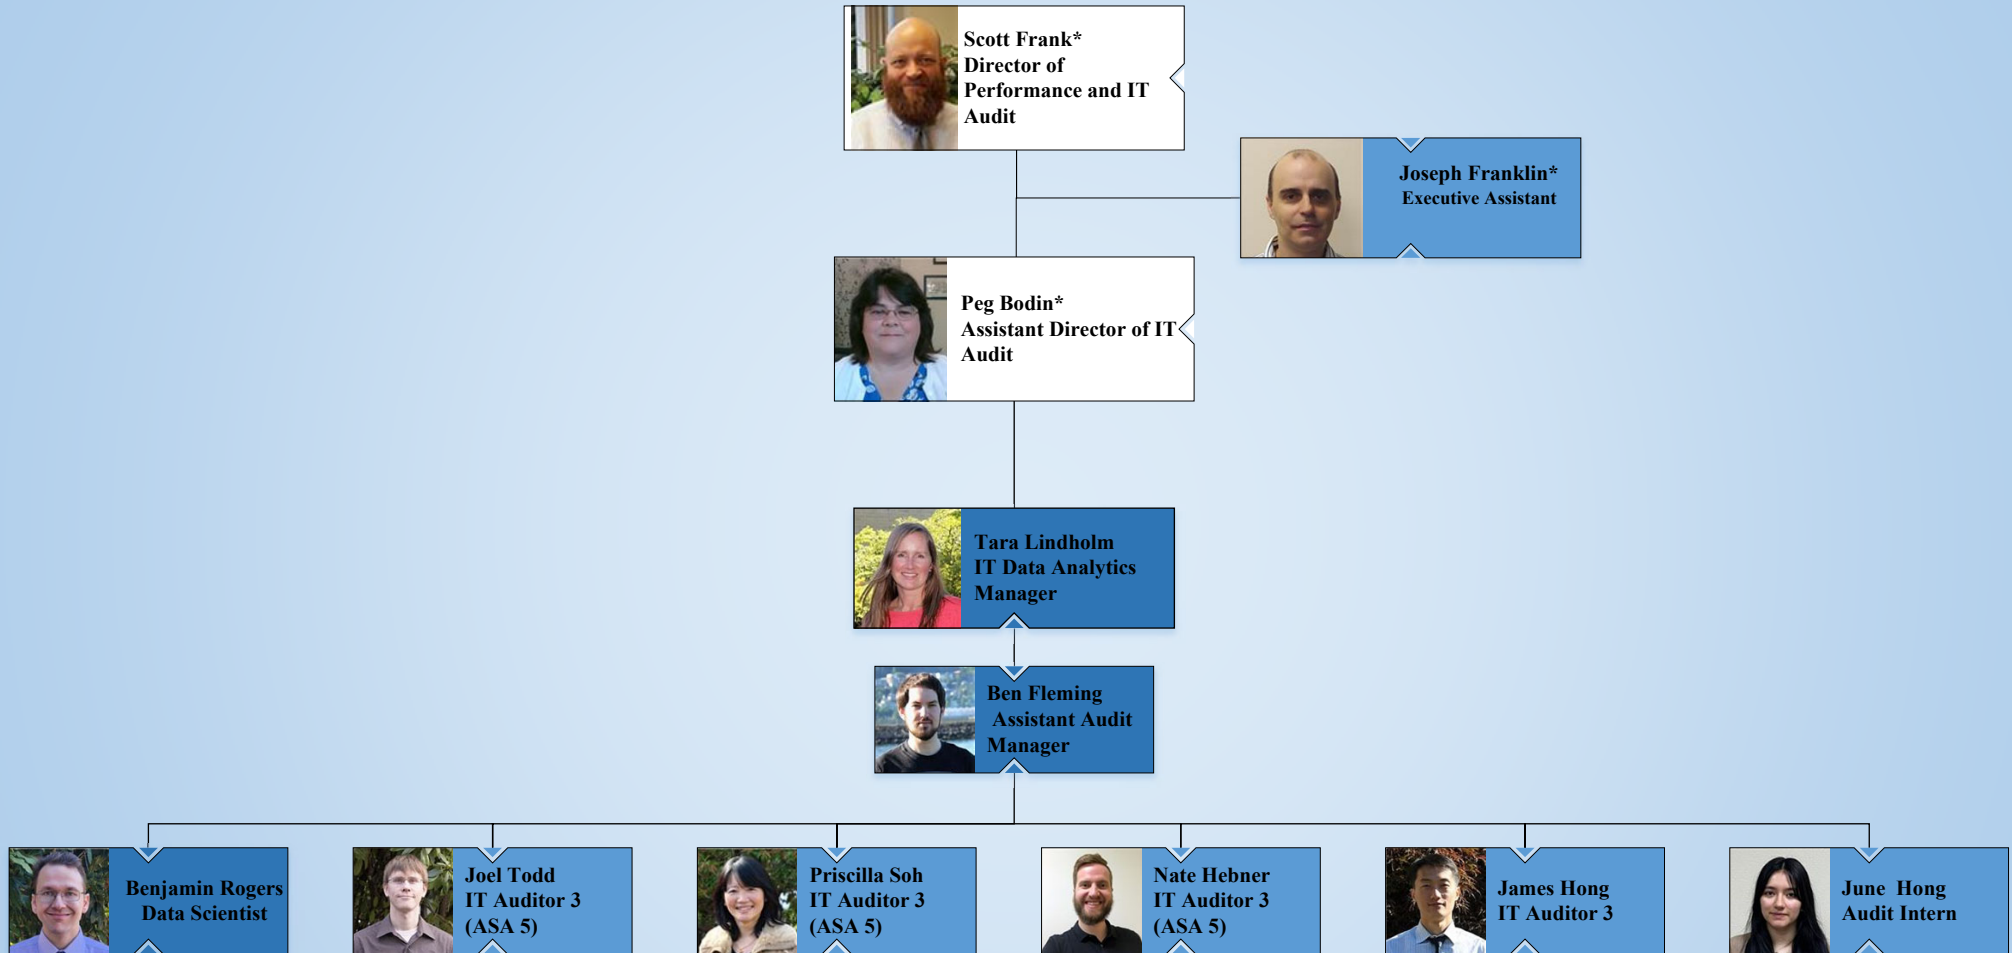 Scott Frank*
Director of
Performance and IT
Audit
Joseph Franklin*
Executive Assistant
Peg Bodin*
Assistant Director of IT
Audit
Tara Lindholm
IT Data Analytics
Manager
Ben Fleming
Assistant Audit
Manager
Benjamin Rogers
Data Scientist
Joel Todd
IT Auditor 3
(ASA 5)
Priscilla Soh
IT Auditor 3
(ASA 5)
Nate Hebner
IT Auditor 3
(ASA 5)
James Hong
IT Auditor 3
June Hong
Audit Intern